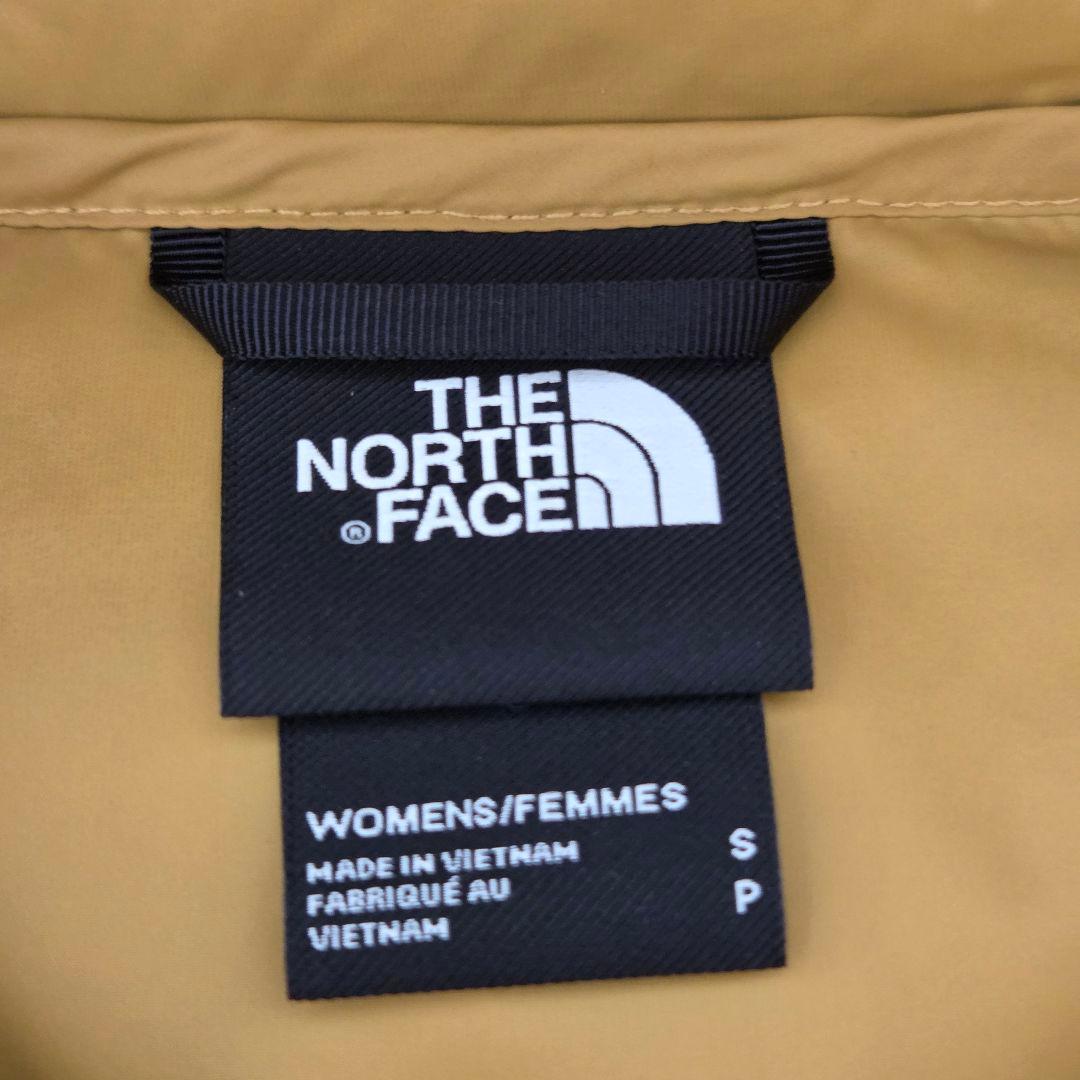 THE
NORTH
®FACE
WOMENS/FEMMES
MADE IN VIETNAM
FABRIQUÉ AU
VIETNAM
S
P